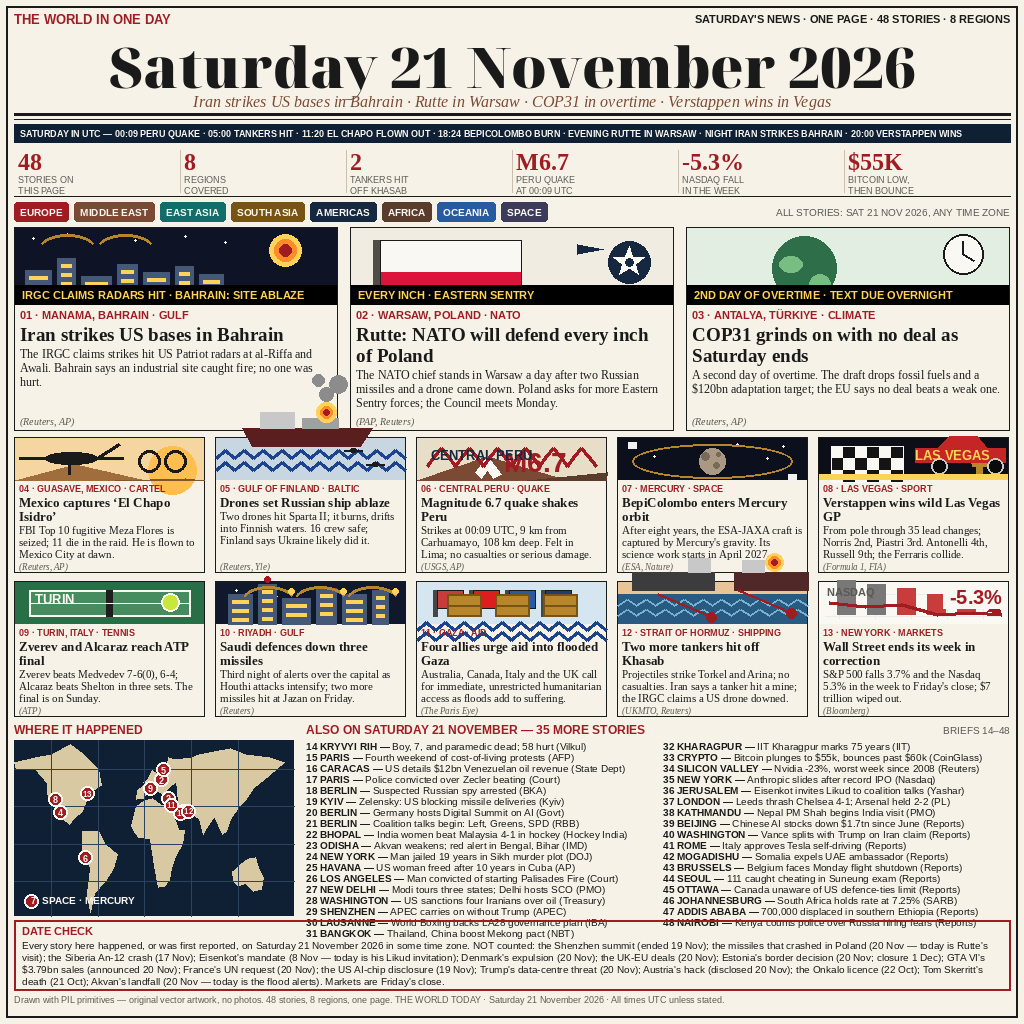 THE WORLD IN ONE DAY
SATURDAY'S NEWS · ONE PAGE · 48 STORIES · 8 REGIONS
Saturday 21 November 2026
Iran strikes US bases in Bahrain · Rutte in Warsaw · COP31 in overtime · Verstappen wins in Vegas
SATURDAY IN UTC — 00:09 PERU QUAKE · 05:00 TANKERS HIT · 11:20 EL CHAPO FLOWN OUT · 18:24 BEPICOLOMBO BURN · EVENING RUTTE IN WARSAW · NIGHT IRAN STRIKES BAHRAIN · 20:00 VERSTAPPEN WINS
48
STORIES ON
THIS PAGE
8
REGIONS
COVERED
2
TANKERS HIT
OFF KHASAB
M6.7
PERU QUAKE
AT 00:09 UTC
-5.3%
NASDAQ FALL
IN THE WEEK
$55K
BITCOIN LOW,
THEN BOUNCE
EUROPE
MIDDLE EAST
EAST ASIA
SOUTH ASIA
AMERICAS
AFRICA
OCEANIA
SPACE
ALL STORIES: SAT 21 NOV 2026, ANY TIME ZONE
IRGC CLAIMS RADARS HIT · BAHRAIN: SITE ABLAZE
01 · MANAMA, BAHRAIN · GULF
Iran strikes US bases in Bahrain
The IRGC claims strikes hit US Patriot radars at al-Riffa and
Awali. Bahrain says an industrial site caught fire; no one was
hurt.
(Reuters, AP)
EVERY INCH · EASTERN SENTRY
02 · WARSAW, POLAND · NATO
Rutte: NATO will defend every inch
of Poland
The NATO chief stands in Warsaw a day after two Russian
missiles and a drone came down. Poland asks for more Eastern
Sentry forces; the Council meets Monday.
(PAP, Reuters)
2ND DAY OF OVERTIME · TEXT DUE OVERNIGHT
03 · ANTALYA, TÜRKIYE · CLIMATE
COP31 grinds on with no deal as
Saturday ends
A second day of overtime. The draft drops fossil fuels and a
$120bn adaptation target; the EU says no deal beats a weak one.
(Reuters, AP)
04 · GUASAVE, MEXICO · CARTEL
Mexico captures ‘El Chapo
Isidro’
FBI Top 10 fugitive Meza Flores is
seized; 11 die in the raid. He is flown to
Mexico City at dawn.
(Reuters, AP)
05 · GULF OF FINLAND · BALTIC
Drones set Russian ship ablaze
Two drones hit Sparta II; it burns, drifts
into Finnish waters. 16 crew safe;
Finland says Ukraine likely did it.
(Reuters, Yle)
CENTRAL PERU
M6.7
06 · CENTRAL PERU · QUAKE
Magnitude 6.7 quake shakes
Peru
Strikes at 00:09 UTC, 9 km from
Carhuamayo, 108 km deep. Felt in
Lima; no casualties or serious damage.
(USGS, AP)
07 · MERCURY · SPACE
BepiColombo enters Mercury
orbit
After eight years, the ESA-JAXA craft is
captured by Mercury's gravity. Its
science work starts in April 2027.
(ESA, Nature)
LAS VEGAS
08 · LAS VEGAS · SPORT
Verstappen wild Las Vegas
GP
From pole through 35 lead changes;
Norris 2nd, Piastri 3rd. Antonelli 4th,
Russell 9th; the Ferraris collide.
(Formula 1, FIA)
TURIN
09 · TURIN, ITALY · TENNIS
Zverev and Alcaraz reach ATP
final
Zverev beats Medvedev 7-6(0), 6-4;
Alcaraz beats Shelton in three sets. The
final is on Sunday.
(ATP)
10 · RIYADH · GULF
Saudi defences down three
missiles
Third night of alerts over the capital as
Houthi attacks intensify; two more
missiles hit at Jazan on Friday.
(Reuters)
11 · GAZA · AID
Four allies urge aid into flooded
Gaza
Australia, Canada, Italy and the UK call
for immediate, unrestricted humanitarian
access as floods add to suffering.
(The Paris Eye)
12 · STRAIT OF HORMUZ · SHIPPING
Two more tankers hit off
Khasab
Projectiles strike Torkel and Arina; no
casualties. Iran says a tanker hit a mine;
the IRGC claims a US drone downed.
(UKMTO, Reuters)
NASDAQ
-5.3%
13 · NEW YORK · MARKETS
Wall Street ends its week in
correction
S&P 500 falls 3.7% and the Nasdaq
5.3% in the week to Friday's close; $7
trillion wiped out.
(Bloomberg)
WHERE IT HAPPENED
5
2
9
13
8
4
11
12
6
7 SPACE · MERCURY
ALSO ON SATURDAY 21 NOVEMBER — 35 MORE STORIES
BRIEFS 14–48
14 KRYVYI RIH — Boy, 7, and paramedic dead; 58 hurt (Vilkul)
15 PARIS — Fourth weekend of cost-of-living protests (AFP)
16 CARACAS — US details $12bn Venezuelan oil revenue (State Dept)
17 PARIS — Police convicted over Zecler beating (Court)
18 BERLIN — Suspected Russian spy arrested (BKA)
19 KYIV — Zelensky: US blocking missile deliveries (Kyiv)
20 BERLIN — Germany hosts Digital Summit on AI (Govt)
21 BERLIN — Coalition talks begin: Left, Greens, SPD (RBB)
22 BHOPAL — India women beat Malaysia 4-1 in hockey (Hockey India)
23 ODISHA — Akvan weakens; red alert in Bengal, Bihar (IMD)
24 NEW YORK — Man jailed 19 years in Sikh murder plot (DOJ)
25 HAVANA — US woman freed after 10 years in Cuba (AP)
26 LOS ANGELES — Man convicted of starting Palisades Fire (Court)
27 NEW DELHI — Modi tours three states; Delhi hosts SCO (PMO)
28 WASHINGTON — US sanctions four Iranians over oil (Treasury)
29 SHENZHEN — APEC carries on without Trump (APEC)
30 LAUSANNE — World Boxing backs LA28 governance plan (IBA)
31 BANGKOK — Thailand, China boost Mekong pact (NBT)
32 KHARAGPUR — IIT Kharagpur marks 75 years (IIT)
33 CRYPTO — Bitcoin plunges to $55k, bounces past $60k (CoinGlass)
34 SILICON VALLEY — Nvidia -23%, worst week since 2008 (Reuters)
35 NEW YORK — Anthropic slides after record IPO (Nasdaq)
36 JERUSALEM — Eisenkot invites Likud to coalition talks (Yashar)
37 LONDON — Leeds thrash Chelsea 4-1; Arsenal held 2-2 (PL)
38 KATHMANDU — Nepal PM Shah begins India visit (PMO)
39 BEIJING — Chinese AI stocks down $1.7tn since June (Reports)
40 WASHINGTON — Vance splits with Trump on Iran claim (Reports)
41 ROME — Italy approves Tesla self-driving (Reports)
42 MOGADISHU — Somalia expels UAE ambassador (Reports)
43 BRUSSELS — Belgium faces Monday flight shutdown (Reports)
44 SEOUL — 111 caught cheating in Suneung exam (Reports)
45 OTTAWA — Canada unaware of US defence-ties limit (Reports)
46 JOHANNESBURG — South Africa holds rate at 7.25% (SARB)
47 ADDIS ABABA — 700,000 displaced in southern Ethiopia (Reports)
48 NAIROBI — Kenya courts police over Russia hiring fears (Reports)
DATE CHECK
Every story here happened, or was first reported, on Saturday 21 November 2026 in some time zone. NOT counted: the Shenzhen summit (ended 19 Nov); the missiles that crashed in Poland (20 Nov — today is Rutte's
visit); the Siberia An-12 crash (17 Nov); Eisenkot's mandate (8 Nov — today is his Likud invitation); Denmark's expulsion (20 Nov); the UK-EU deals (20 Nov); Estonia's border decision (20 Nov; closure 1 Dec); GTA VI's
$3.79bn sales (announced 20 Nov); France's UN request (20 Nov); the US AI-chip disclosure (19 Nov); Trump's data-centre threat (20 Nov); Austria's hack (disclosed 20 Nov); the Onkalo licence (22 Oct); Tom Skerritt's
death (21 Oct); Akvan's landfall (20 Nov — today is the flood alerts). Markets are Friday's close.
Drawn with PIL primitives — original vector artwork, no photos. 48 stories, 8 regions, one page. THE WORLD TODAY · Saturday 21 November 2026 · All times UTC unless stated.